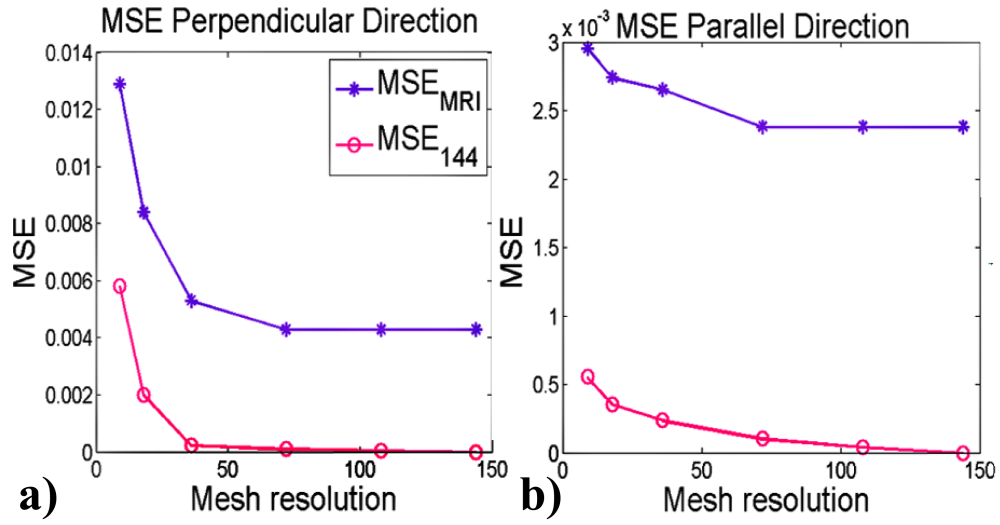 MSE Perpendicular Direction
0.014
0.012
0.01
0.008
0.006
0.004
0.002
0
MSE
0
50
100
150
Mesh resolution
MSE_MRI
MSE_144
a)
x 10^-3
MSE Parallel Direction
3
2.5
2
1.5
1
0.5
0
MSE
0
50
100
150
Mesh resolution
b)